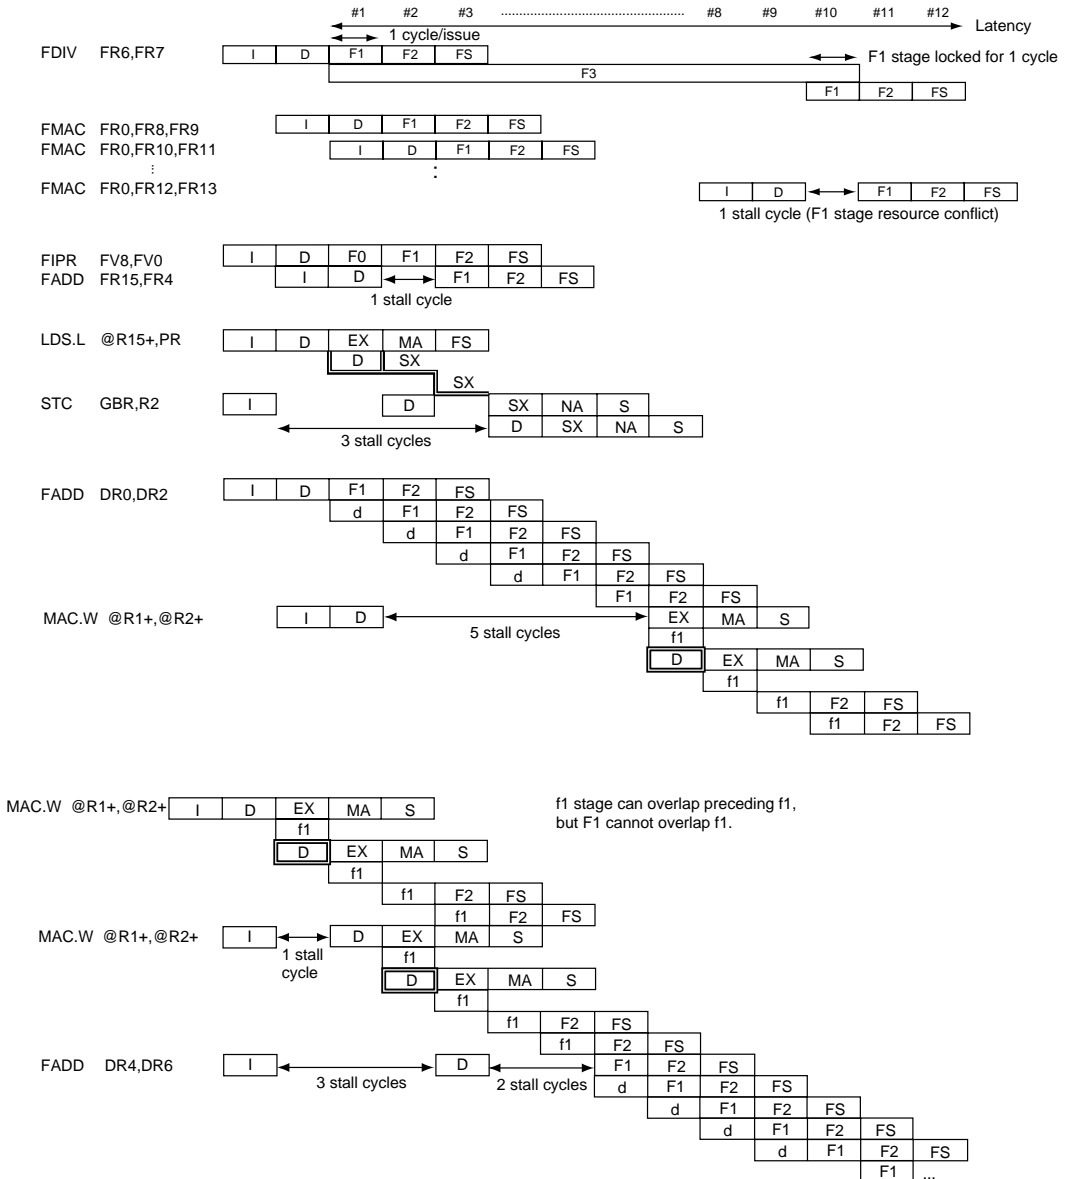 #1 #2 #3 #8 #9 #10 #11 #12
Latency
1 cycle/issue
FDIV FR6,FR7 I D F1 F2 FS F1 stage locked for 1 cycle
F3
F1 F2 FS
FMAC FR0,FR8,FR9 I D F1 F2 FS
FMAC FR0,FR10,FR11 I D F1 F2 FS
FMAC FR0,FR12,FR13 I D F1 F2 FS
1 stall cycle (F1 stage resource conflict)
FIPR FV8,FV0 I D F0 F1 F2 FS
FADD FR15,FR4 I D F1 F2 FS
1 stall cycle
LDS.L @R15+,PR I D EX MA FS
D SX
SX
STC GBR,R2 I D SX NA S
D SX NA S
3 stall cycles
FADD DR0,DR2 I D F1 F2 FS
d F1 F2 FS
d F1 F2 FS
d F1 F2 FS
d F1 F2 FS
F1 F2 FS
MAC.W @R1+,@R2+ I D EX MA S
5 stall cycles
f1
D EX MA S
f1
f1 F2 FS
f1 F2 FS
MAC.W @R1+,@R2+ I D EX MA S
f1 stage can overlap preceding f1,
but F1 cannot overlap f1.
f1
D EX MA S
f1
f1 F2 FS
f1 F2 FS
MAC.W @R1+,@R2+ I D EX MA S
1 stall
cycle
f1
D EX MA S
f1
f1 F2 FS
f1 F2 FS
FADD DR4,DR6 I D F1 F2 FS
3 stall cycles 2 stall cycles
d F1 F2 FS
d F1 F2 FS
d F1 F2 FS
d F1 F2 FS
F1 ...